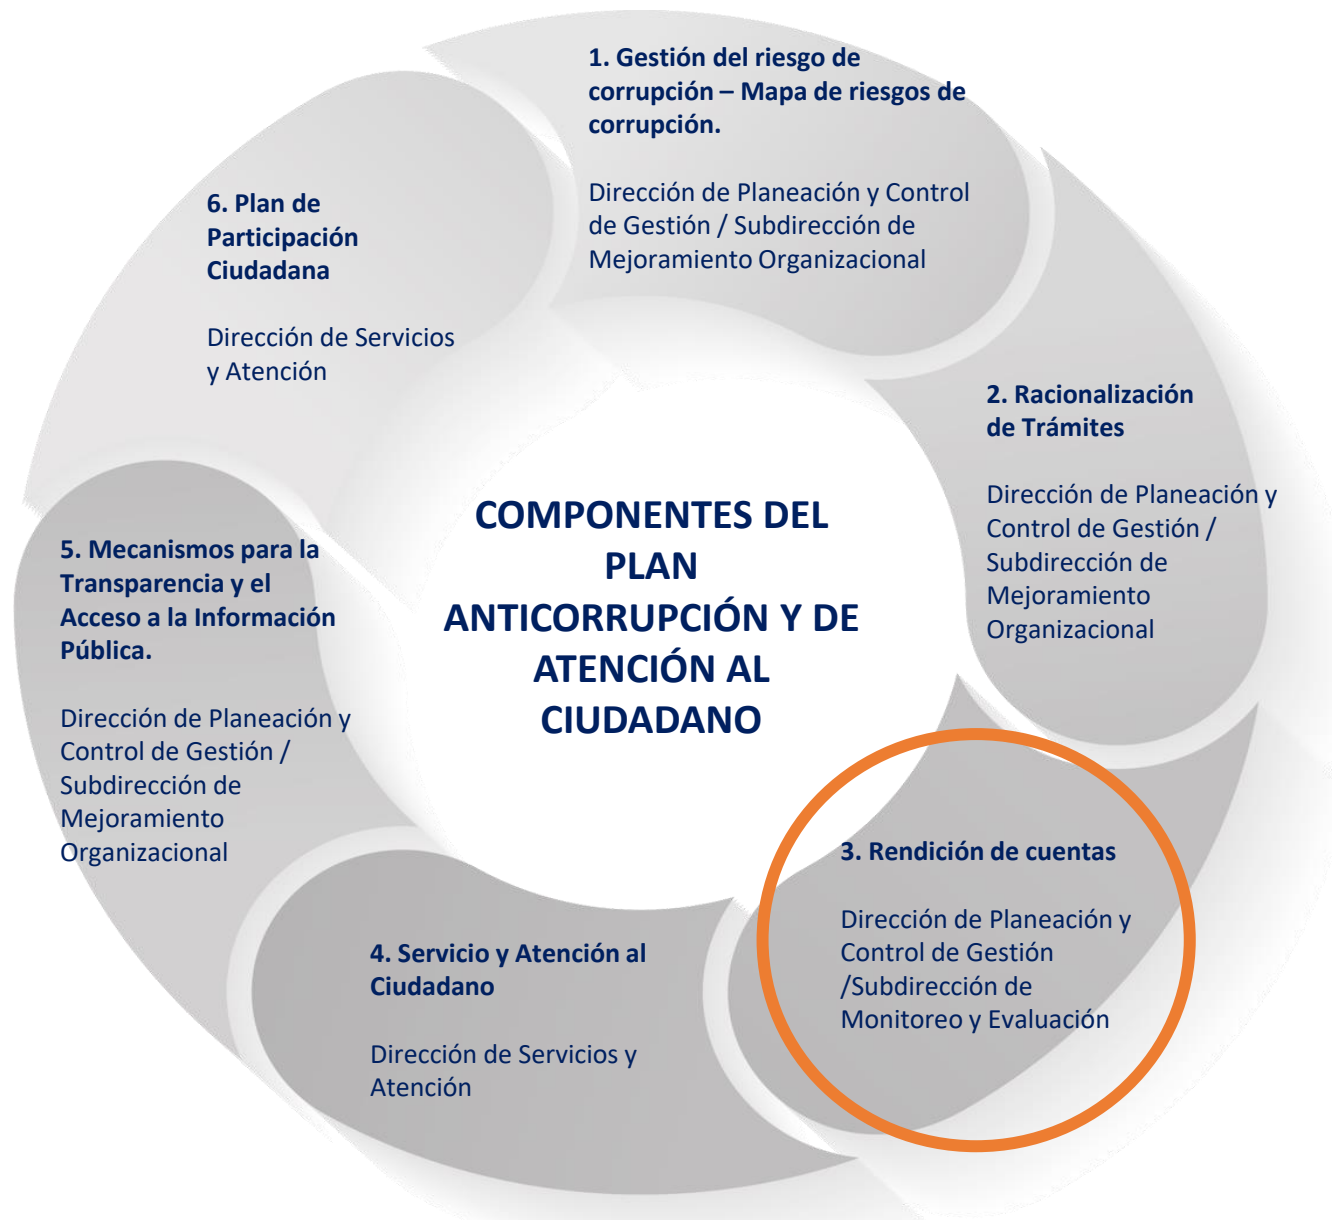 1. Gestión del riesgo de
corrupción – Mapa de riesgos de
corrupción.
Dirección de Planeación y Control
de Gestión / Subdirección de
Mejoramiento Organizacional
2. Racionalización
de Trámites
Dirección de Planeación y
Control de Gestión /
Subdirección de
Mejoramiento
Organizacional
3. Rendición de cuentas
Dirección de Planeación y
Control de Gestión
/Subdirección de
Monitoreo y Evaluación
4. Servicio y Atención al
Ciudadano
Dirección de Servicios y
Atención
5. Mecanismos para la
Transparencia y el
Acceso a la Información
Pública.
Dirección de Planeación y
Control de Gestión /
Subdirección de
Mejoramiento
Organizacional
6. Plan de
Participación
Ciudadana
Dirección de Servicios
y Atención
COMPONENTES DEL
PLAN
ANTICORRUPCIÓN Y DE
ATENCIÓN AL
CIUDADANO